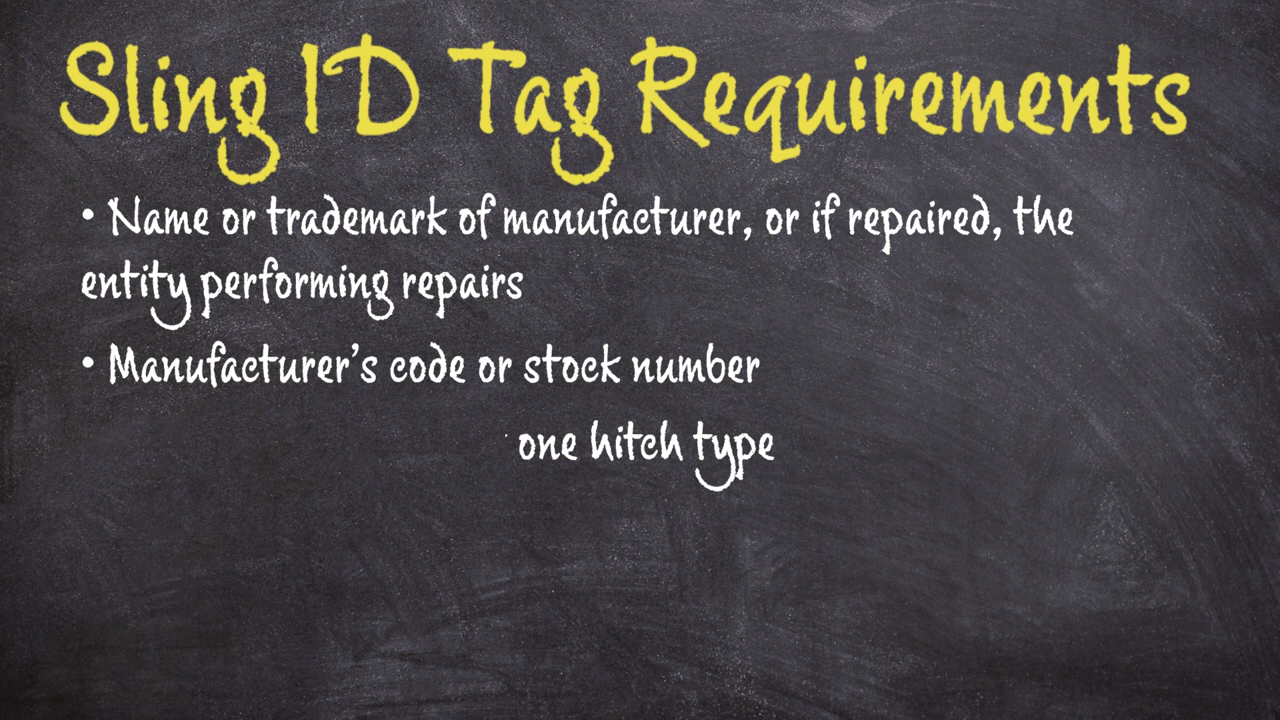 Sling ID Tag Requirements
• Name or trademark of manufacturer, or if repaired, the
entity performing repairs
• Manufacturer's code or stock number
one hitch type